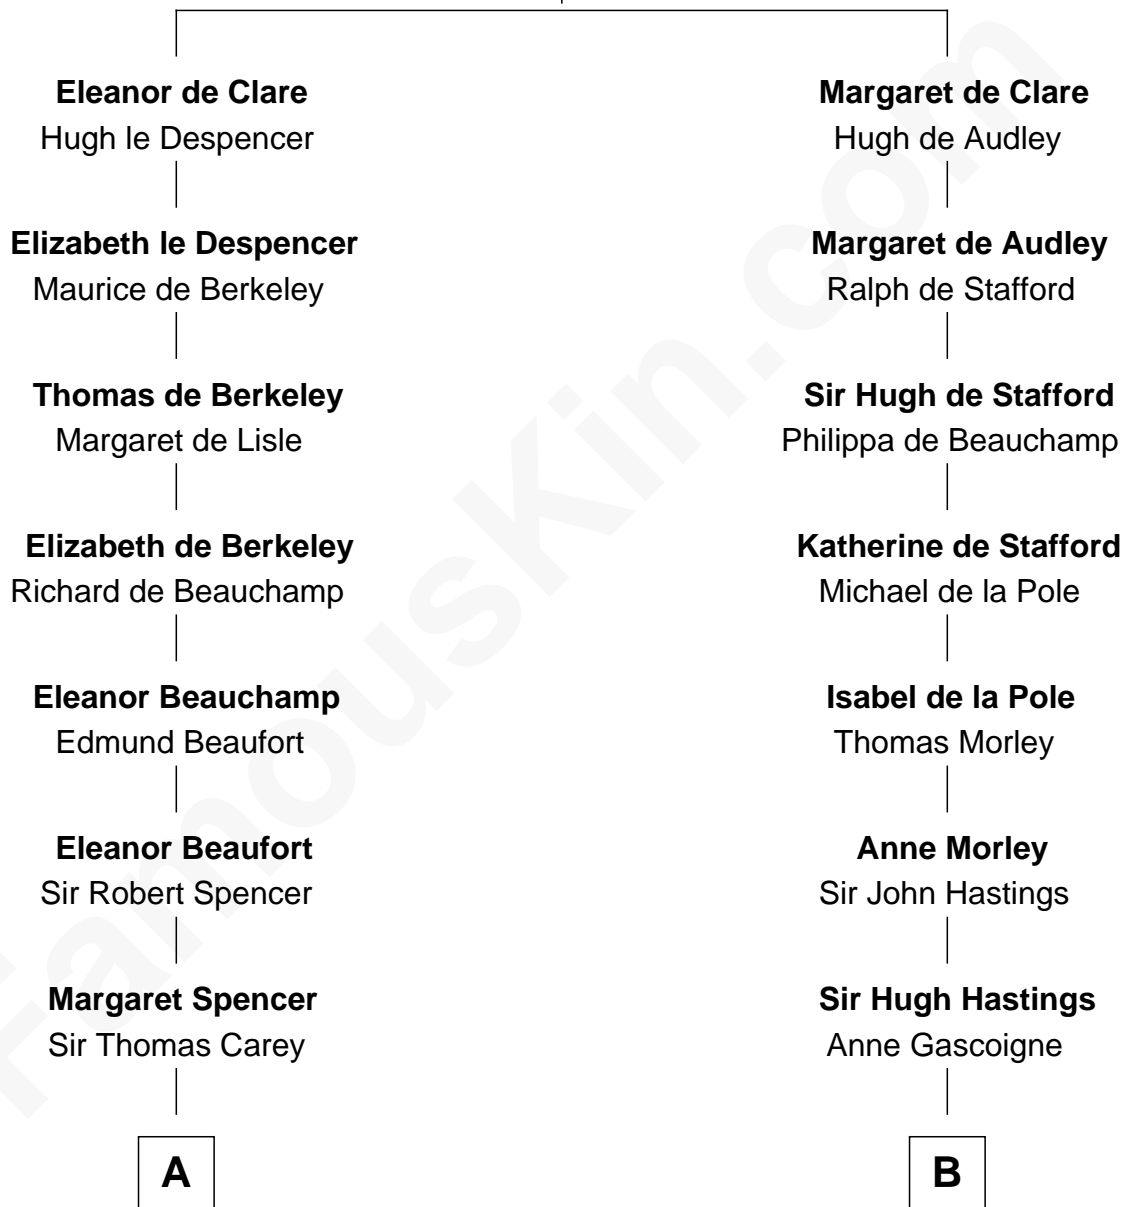 Eleanor de Clare
Hugh le Despencer
Elizabeth le Despencer
Maurice de Berkeley
Thomas de Berkeley
Margaret de Lisle
Elizabeth de Berkeley
Richard de Beauchamp
Eleanor Beauchamp
Edmund Beaufort
Eleanor Beaufort
Sir Robert Spencer
Margaret Spencer
Sir Thomas Carey
A
Margaret de Clare
Hugh de Audley
Margaret de Audley
Ralph de Stafford
Sir Hugh de Stafford
Philippa de Beauchamp
Katherine de Stafford
Michael de la Pole
Isabel de la Pole
Thomas Morley
Anne Morley
Sir John Hastings
Sir Hugh Hastings
Anne Gascoigne
B
FamousKin.com